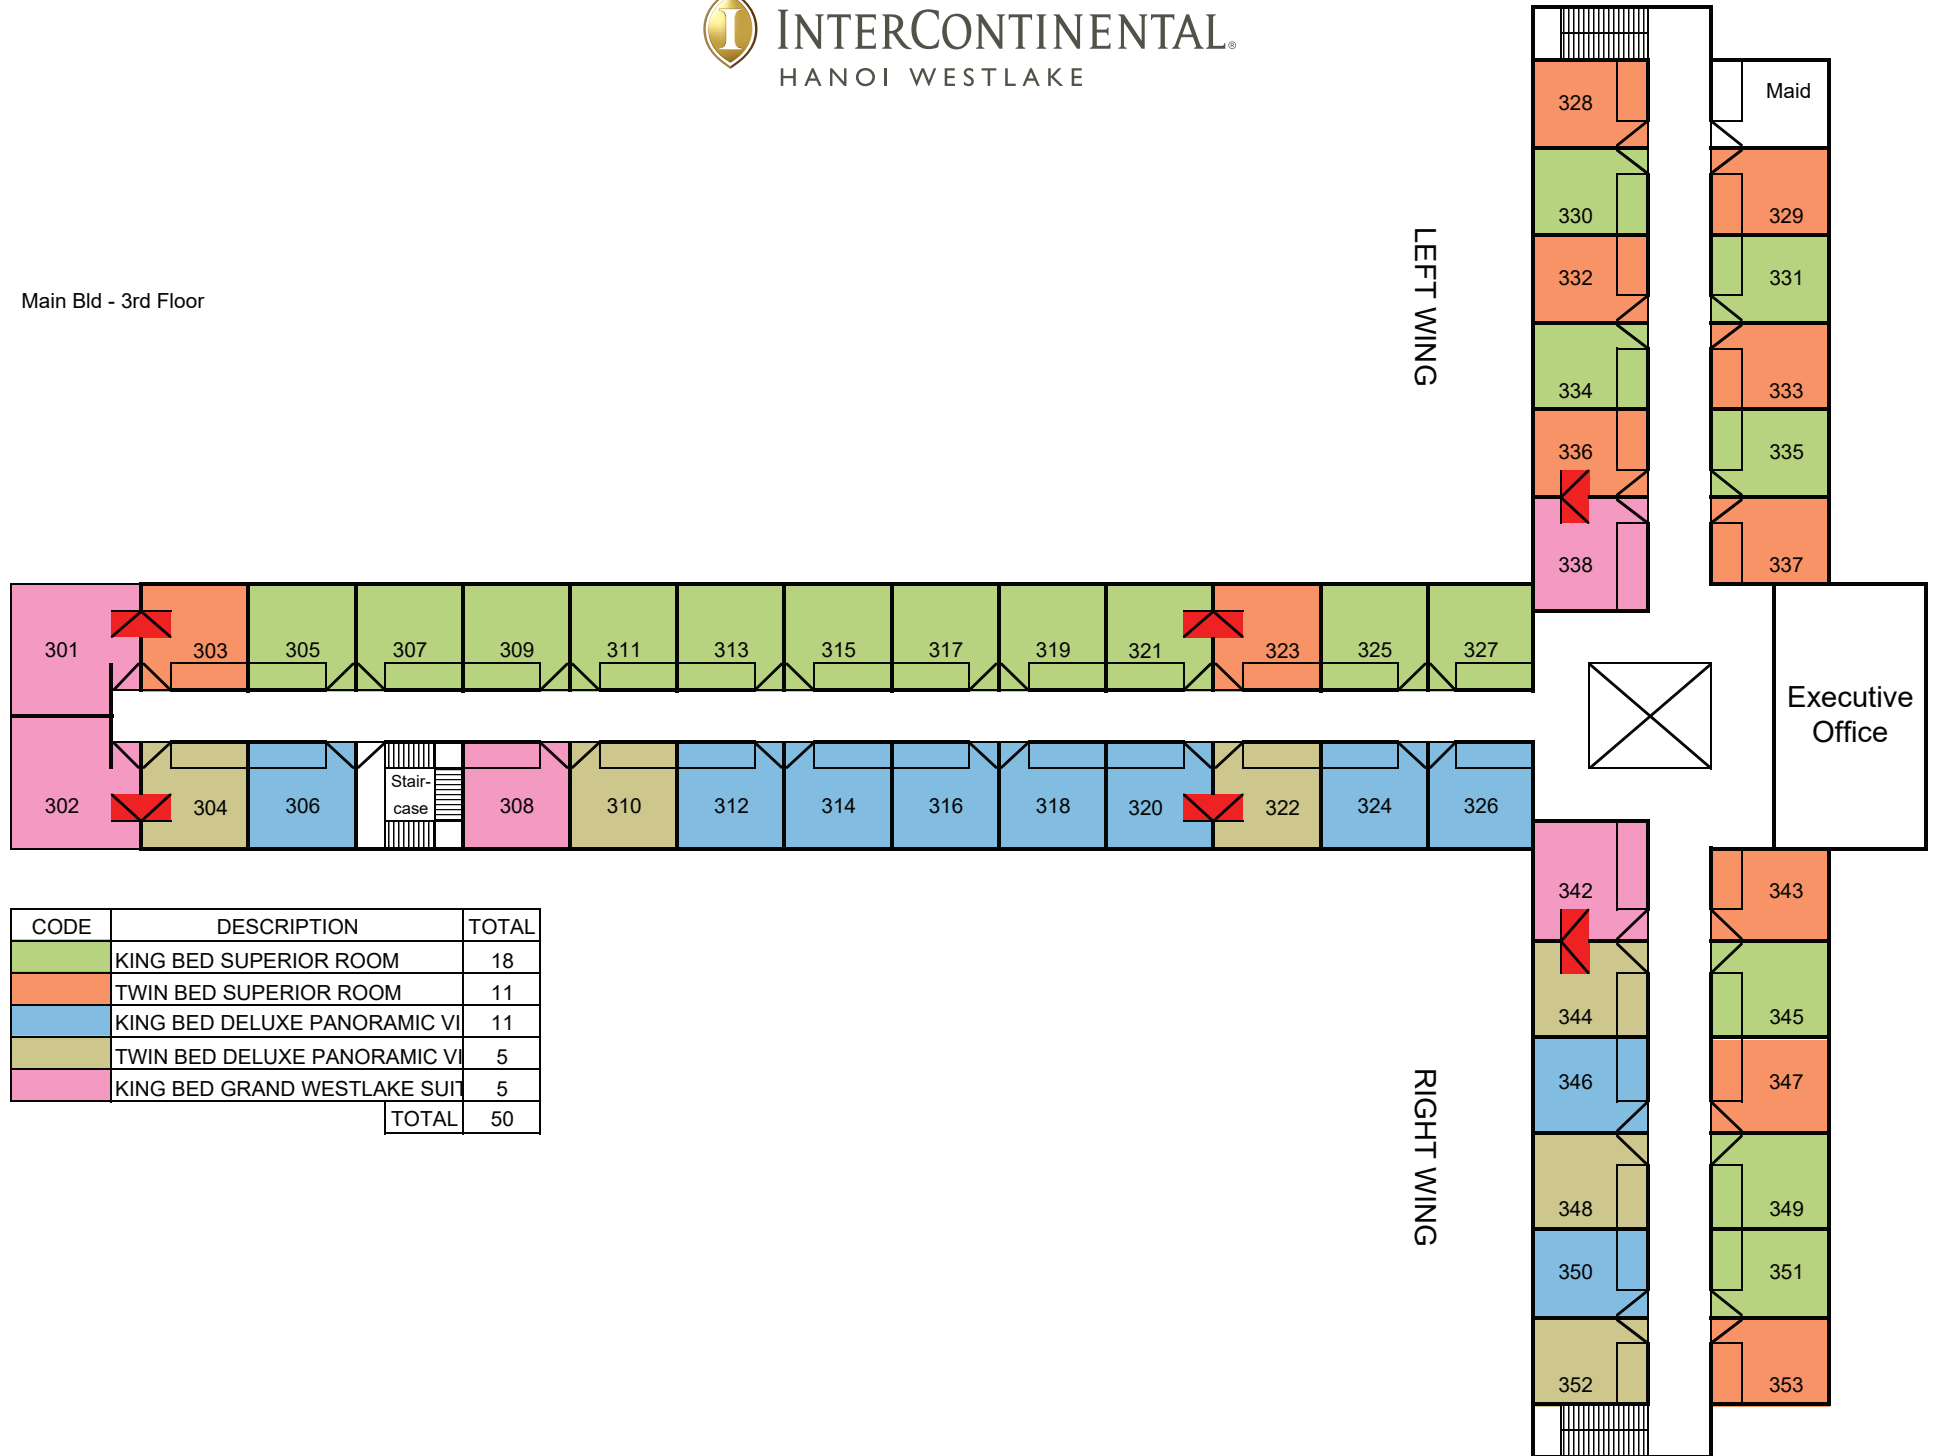 INTERCONTINENTAL®
HANOI WESTLAKE
Main Bld - 3rd Floor
LEFT WING
328
Maid
330
329
332
331
334
333
336
335
338
337
301
303
305
307
309
311
313
315
317
319
321
323
325
327
Executive
Office
302
304
306
Stair-
case
308
310
312
314
316
318
320
322
324
326
CODE DESCRIPTION TOTAL
KING BED SUPERIOR ROOM 18
TWIN BED SUPERIOR ROOM 11
KING BED DELUXE PANORAMIC VI 11
TWIN BED DELUXE PANORAMIC VI 5
KING BED GRAND WESTLAKE SUIT 5
TOTAL 50
RIGHT WING
342
343
344
345
346
347
348
349
350
351
352
353